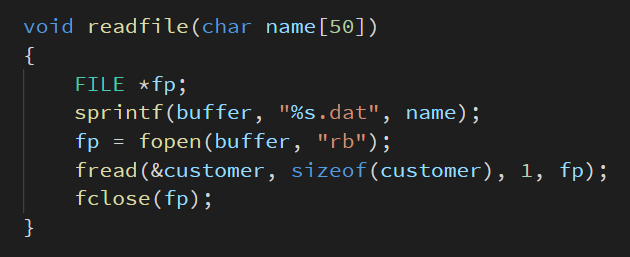 void readfile(char name[50])
{
    FILE *fp;
    sprintf(buffer, "%s.dat", name);
    fp = fopen(buffer, "rb");
    fread(&customer, sizeof(customer), 1, fp);
    fclose(fp);
}